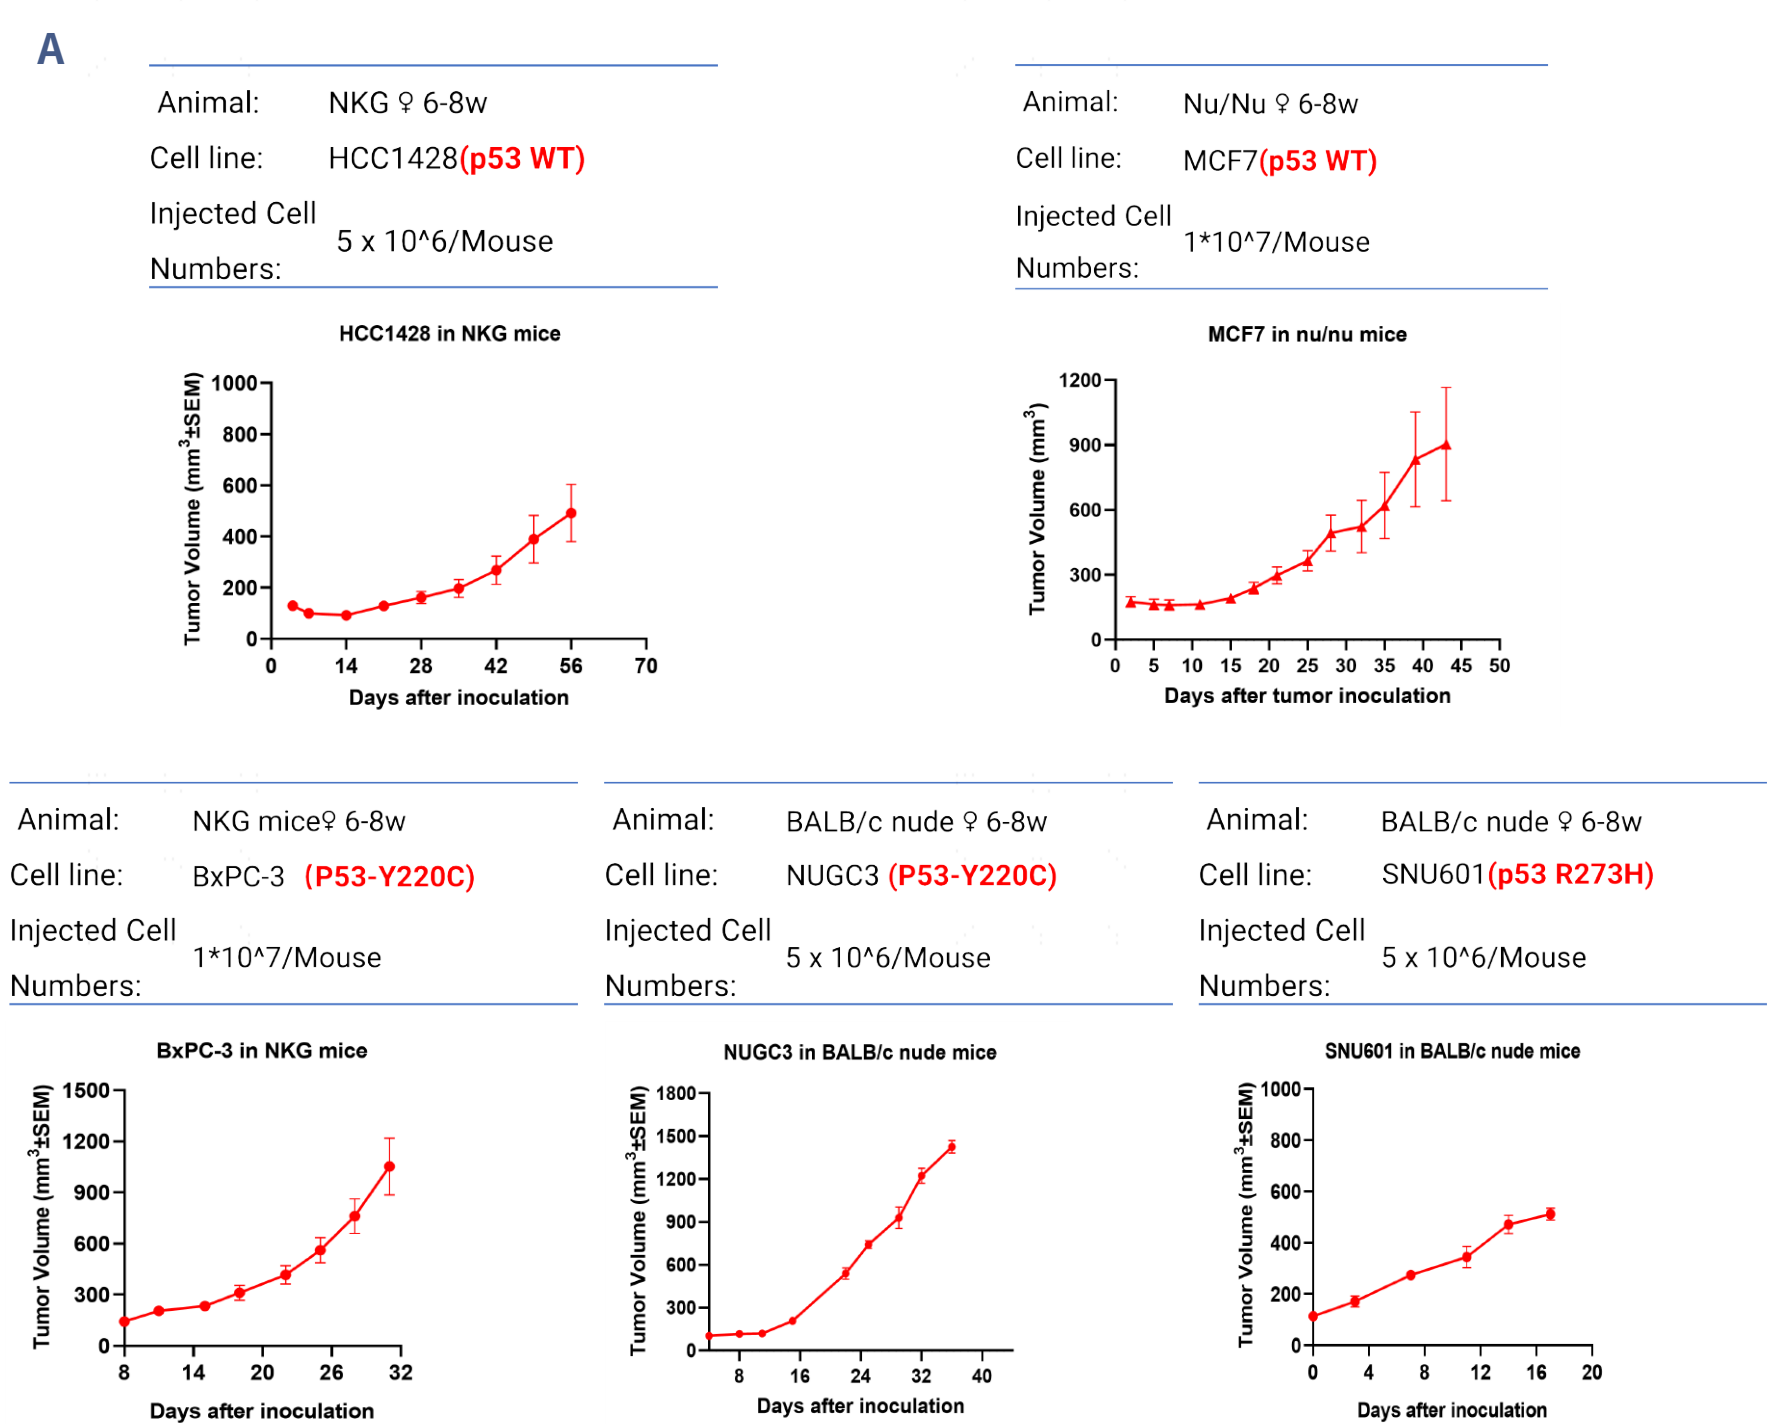 A
Animal: NKG ♀ 6-8w
Cell line: HCC1428(p53 WT)
Injected Cell
Numbers: 5 x 10^6/Mouse
HCC1428 in NKG mice
Tumor Volume (mm³±SEM)
1000
800
600
400
200
0
0 14 28 42 56 70
Days after inoculation
Animal: Nu/Nu ♀ 6-8w
Cell line: MCF7(p53 WT)
Injected Cell
Numbers: 1*10^7/Mouse
MCF7 in nu/nu mice
Tumor Volume (mm³)
1200
900
600
300
0
0 5 10 15 20 25 30 35 40 45 50
Days after tumor inoculation
Animal: NKG mice♀ 6-8w
Cell line: BxPC-3 (P53-Y220C)
Injected Cell
Numbers: 1*10^7/Mouse
BxPC-3 in NKG mice
Tumor Volume (mm³±SEM)
1500
1200
900
600
300
0
8 14 20 26 32
Days after inoculation
Animal: BALB/c nude ♀ 6-8w
Cell line: NUGC3 (P53-Y220C)
Injected Cell
Numbers: 5 x 10^6/Mouse
NUGC3 in BALB/c nude mice
Tumor Volume (mm³±SEM)
1800
1500
1200
900
600
300
0
8 16 24 32 40
Days after inoculation
Animal: BALB/c nude ♀ 6-8w
Cell line: SNU601(p53 R273H)
Injected Cell
Numbers: 5 x 10^6/Mouse
SNU601 in BALB/c nude mice
Tumor Volume (mm³±SEM)
1000
800
600
400
200
0
0 4 8 12 16 20
Days after inoculation